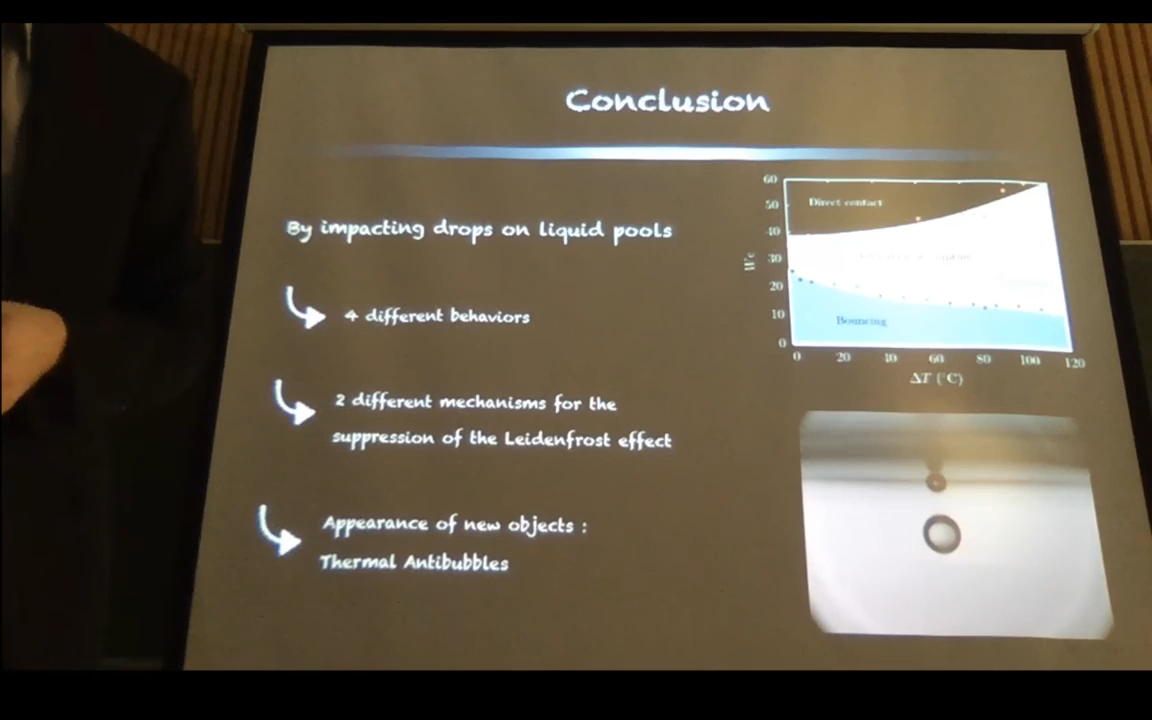 Conclusion
By impacting drops on liquid pools
4 different behaviors
2 different mechanisms for the
suppression of the Leidenfrost effect
Appearance of new objects :
Thermal Antibubbles
60
50
40
30
20
10
0
We
Direct contact
Bouncing
0 20 40 60 80 100 120
ΔT (°C)